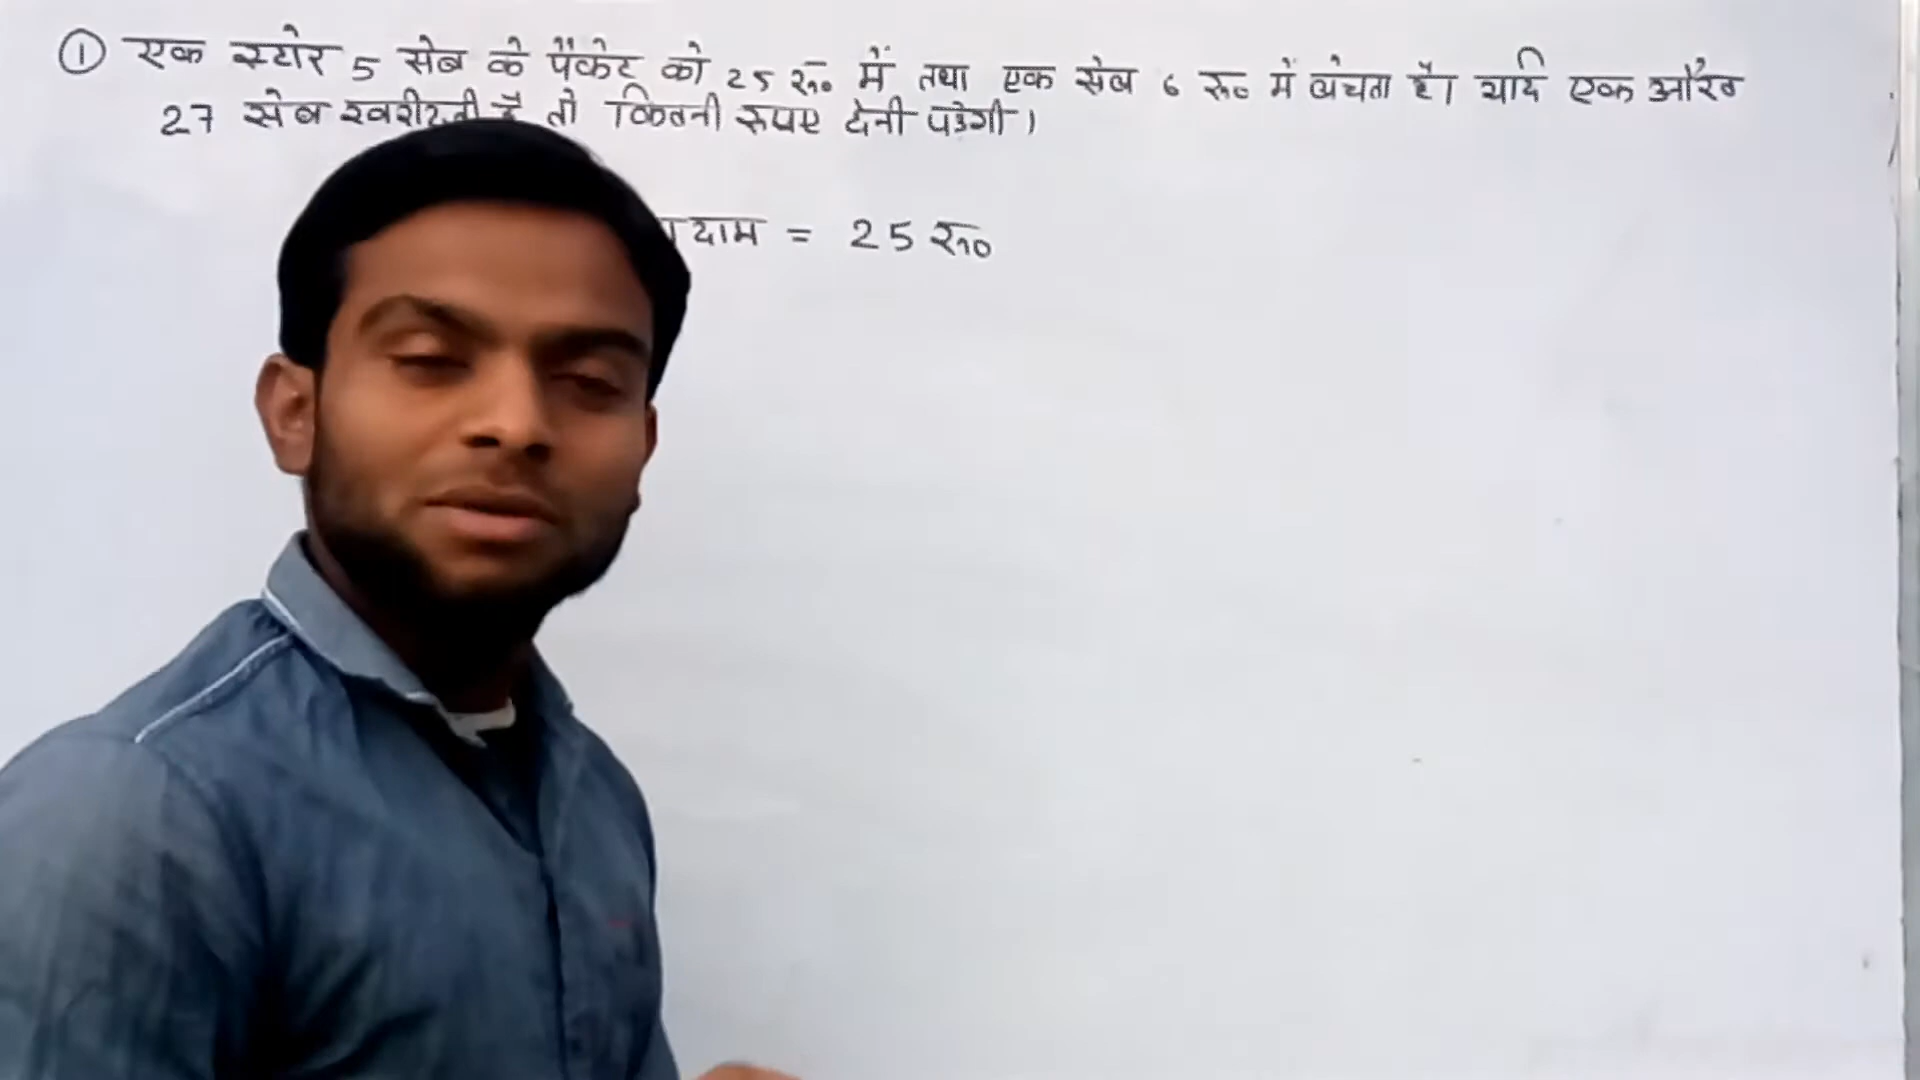 ① एक स्टोर 5 सेब के पैकेट को 25 रु० में तथा एक सेब 6 रु० में बेचता है। यदि एक औरत
27 सेब खरीदती है तो कितनी रूपए देनी पडेगी।
दाम = 25 रु०